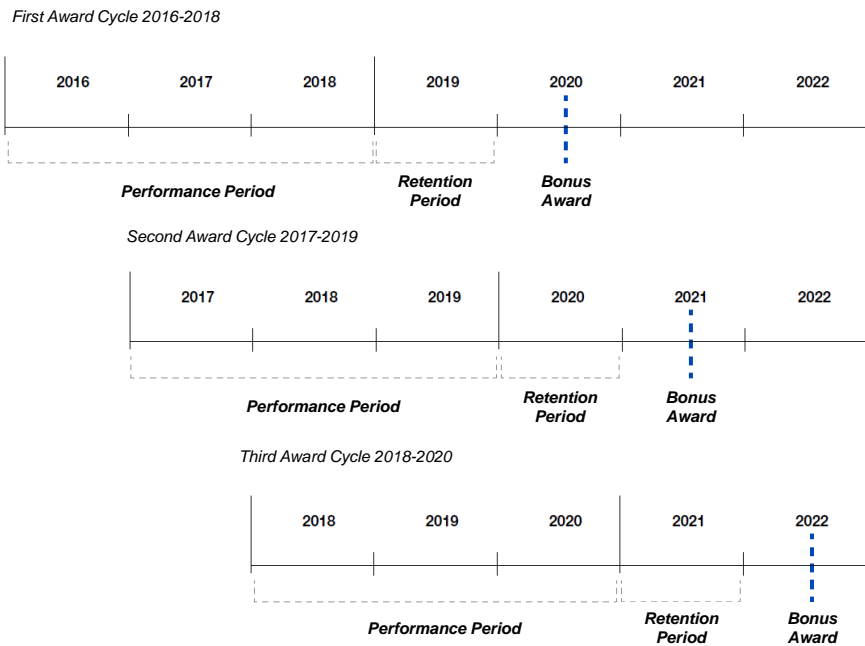 First Award Cycle 2016-2018
2016 2017 2018 2019 2020 2021 2022
Performance Period
Retention
Period
Bonus
Award
Second Award Cycle 2017-2019
2017 2018 2019 2020 2021 2022
Performance Period
Retention
Period
Bonus
Award
Third Award Cycle 2018-2020
2018 2019 2020 2021 2022
Performance Period
Retention
Period
Bonus
Award